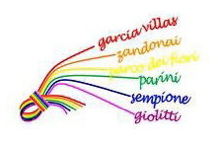 garcia villas
zandonai
parco dei fiori
parini
sempione
giolitti